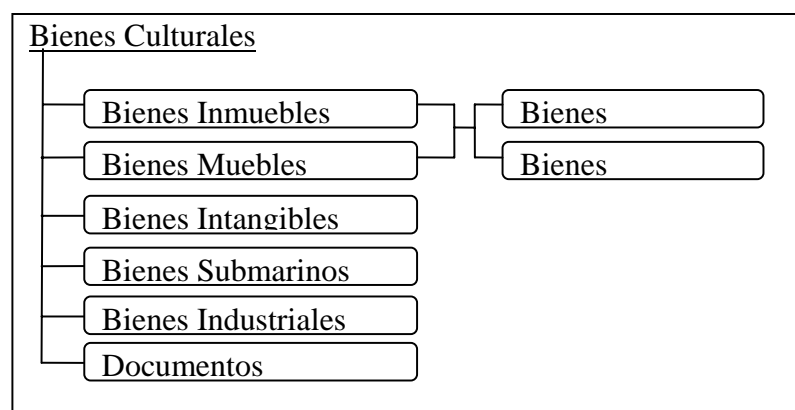 Bienes Culturales
Bienes Inmuebles
Bienes
Bienes Muebles
Bienes
Bienes Intangibles
Bienes Submarinos
Bienes Industriales
Documentos